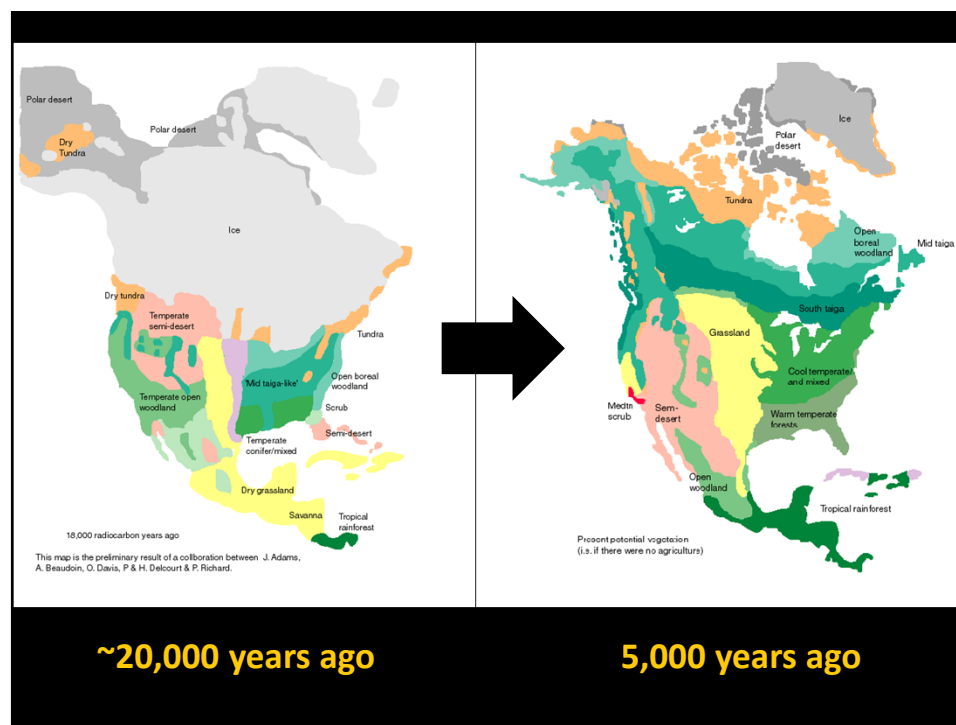 Polar desert
Polar desert
Dry
Tundra
Ice
Dry tundra
Temperate
semi-desert
Tundra
'Mid taiga-like'
Open boreal
woodland
Temperate open
woodland
Scrub
Semi-desert
Temperate
conifer/mixed
Dry grassland
Savanna
Tropical
rainforest
18,000 radiocarbon years ago
This map is the preliminary result of a collboration between J. Adams,
A. Beaudoin, O. Davis, P & H. Delcourt & P. Richard.
Ice
Polar
desert
Tundra
Open
boreal
woodland
Mid taiga
South taiga
Grassland
Cool temperate/
and mixed
Medtn
scrub
Sem-
desert
Warm temperate
forests
Open
woodland
Tropical rainforest
Present potential vegetation
(i.e. if there were no agriculture)
~20,000 years ago
5,000 years ago